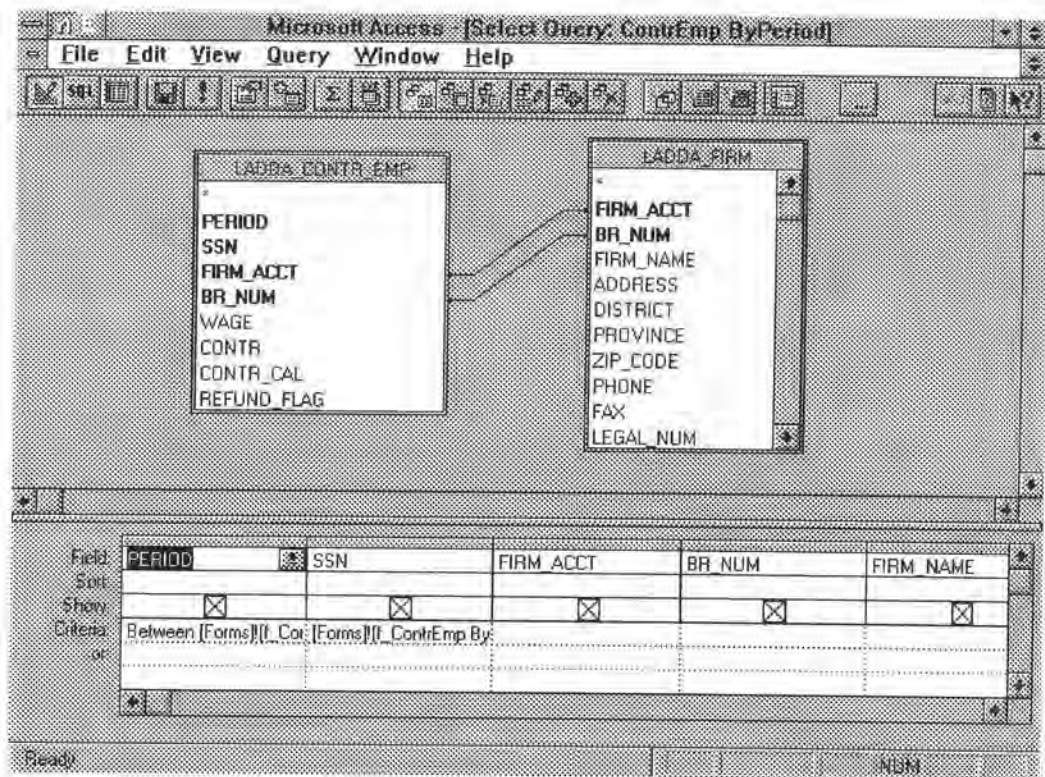 Microsoft Access - [Select Query: ContrEmp ByPeriod]
File Edit View Query Window Help
SQL Σ ! ... ?
LADDA_CONTR_EMP
*
PERIOD
SSN
FIRM_ACCT
BR_NUM
WAGE
CONTR
CONTR_CAL
REFUND_FLAG
LADDA_FIRM
*
FIRM_ACCT
BR_NUM
FIRM_NAME
ADDRESS
DISTRICT
PROVINCE
ZIP_CODE
PHONE
FAX
LEGAL_NUM
Field: PERIOD SSN FIRM_ACCT BR_NUM FIRM_NAME
Sort:
Show:
Criteria: Between [Forms]![f_Cor [Forms]![f_ContrEmp By
or:
Ready NUM